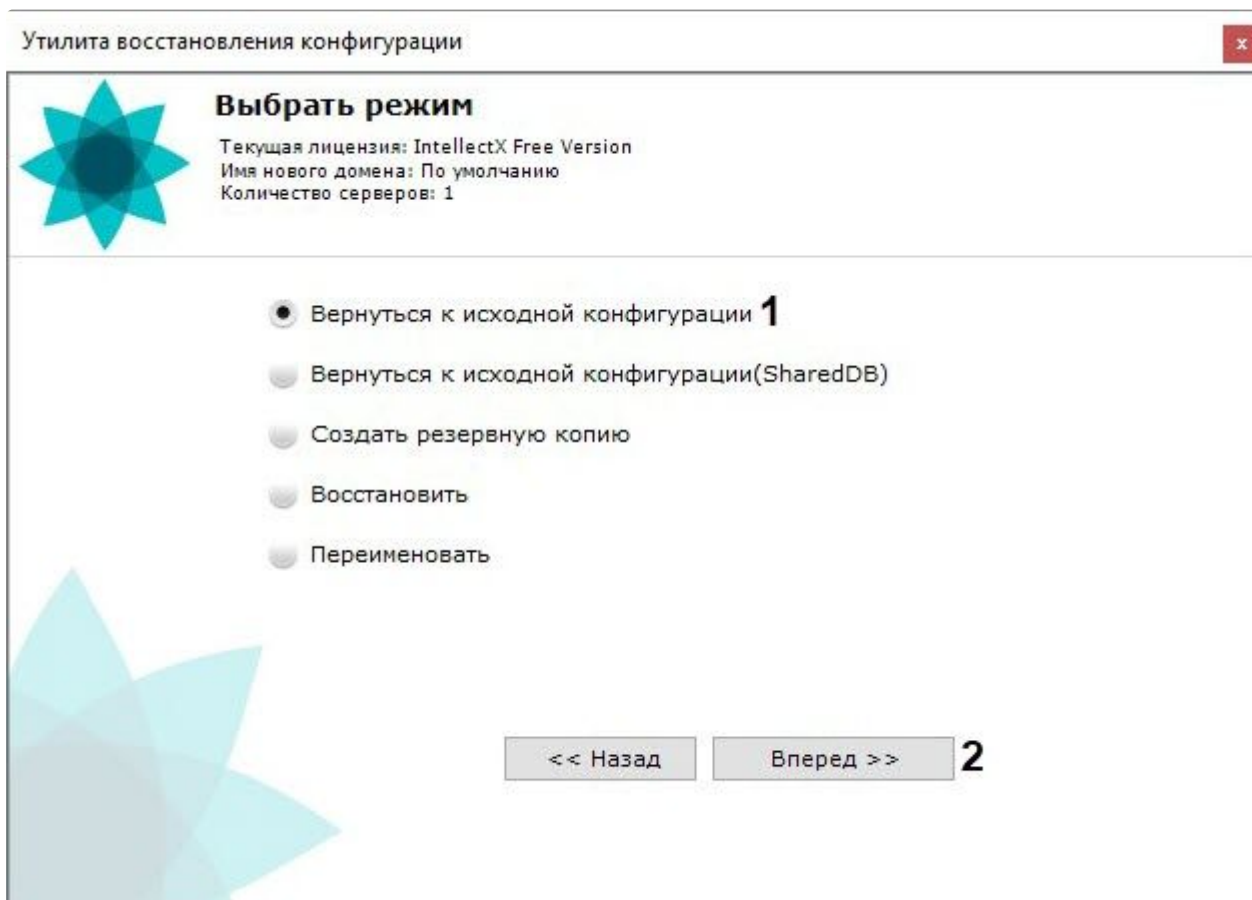 Утилита восстановления конфигурации
x
Выбрать режим
Текущая лицензия: IntellectX Free Version
Имя нового домена: По умолчанию
Количество серверов: 1
Вернуться к исходной конфигурации 1
Вернуться к исходной конфигурации(SharedDB)
Создать резервную копию
Восстановить
Переименовать
<< Назад Вперед >> 2